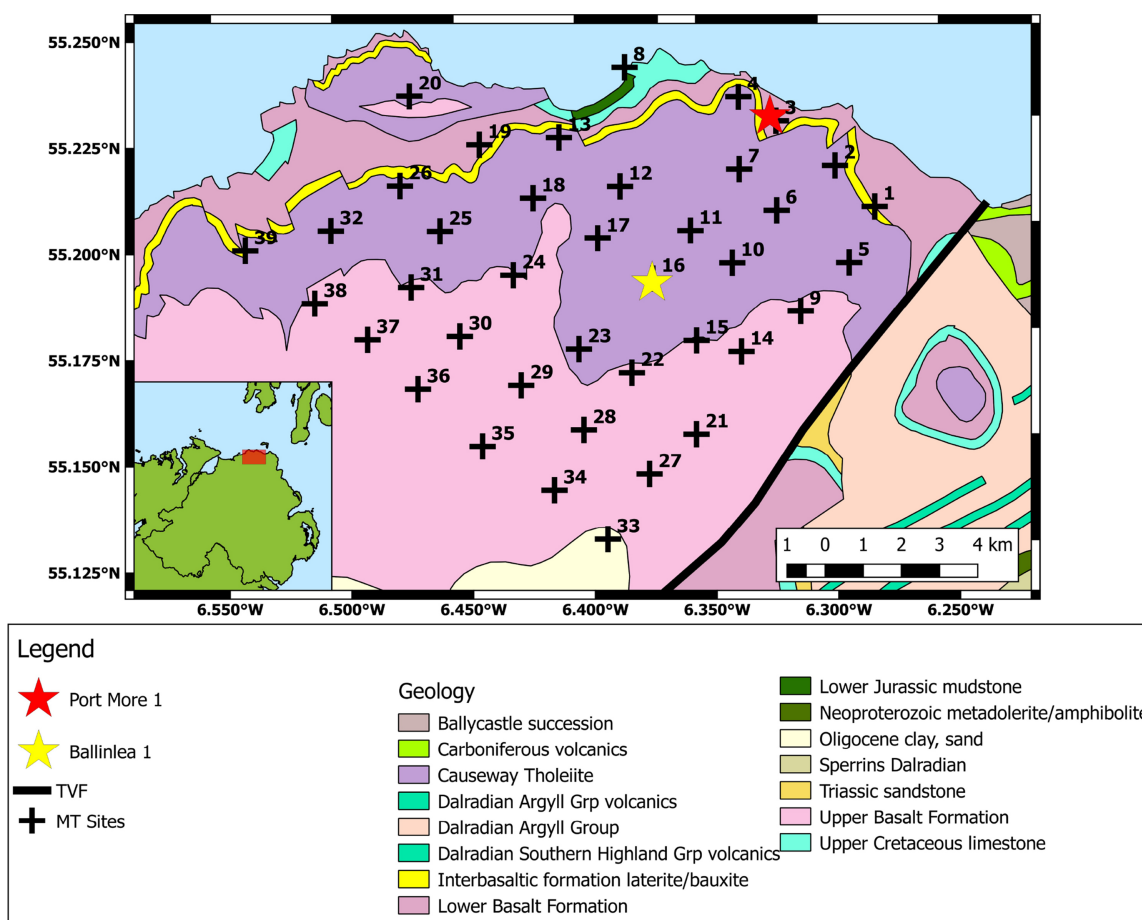 55.250°N
55.225°N
55.200°N
55.175°N
55.150°N
55.125°N
8
20
4
3
13
19
2
7
26
12
18
1
6
32
25
11
17
39
10
5
16
24
31
9
38
37
30
23
15
14
22
36
29
28
21
35
27
34
33
1 0 1 2 3 4 km
6.550°W 6.500°W 6.450°W 6.400°W 6.350°W 6.300°W 6.250°W
Legend
Port More 1
Ballinlea 1
TVF
MT Sites
Geology
Ballycastle succession
Carboniferous volcanics
Causeway Tholeiite
Dalradian Argyll Grp volcanics
Dalradian Argyll Group
Dalradian Southern Highland Grp volcanics
Interbasaltic formation laterite/bauxite
Lower Basalt Formation
Lower Jurassic mudstone
Neoproterozoic metadolerite/amphibolite
Oligocene clay, sand
Sperrins Dalradian
Triassic sandstone
Upper Basalt Formation
Upper Cretaceous limestone